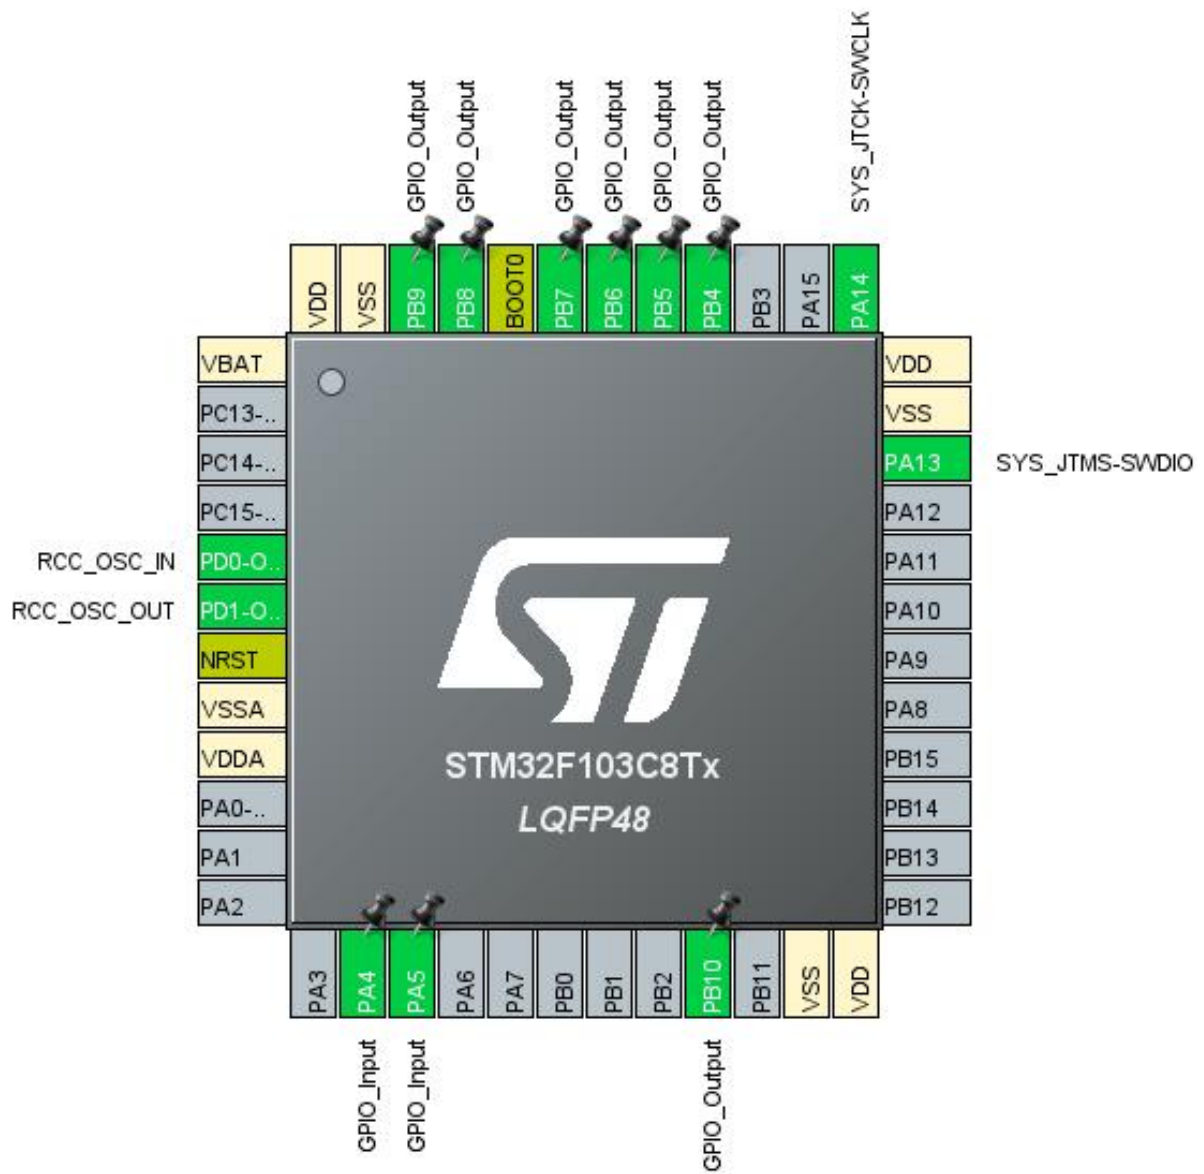 SYS_JTCK-SWCLK
GPIO_Output
GPIO_Output
GPIO_Output
GPIO_Output
GPIO_Output
GPIO_Output
VDD
VSS
PB9
PB8
BOOT0
PB7
PB6
PB5
PB4
PB3
PA15
PA14
VBAT
PC13-..
PC14-..
PC15-..
RCC_OSC_IN PD0-O..
RCC_OSC_OUT PD1-O..
NRST
VSSA
VDDA
PA0-..
PA1
PA2
VDD
VSS
PA13 SYS_JTMS-SWDIO
PA12
PA11
PA10
PA9
PA8
PB15
PB14
PB13
PB12
ST
STM32F103C8Tx
LQFP48
PA3
PA4
PA5
PA6
PA7
PB0
PB1
PB2
PB10
PB11
VSS
VDD
GPIO_Input
GPIO_Input
GPIO_Output